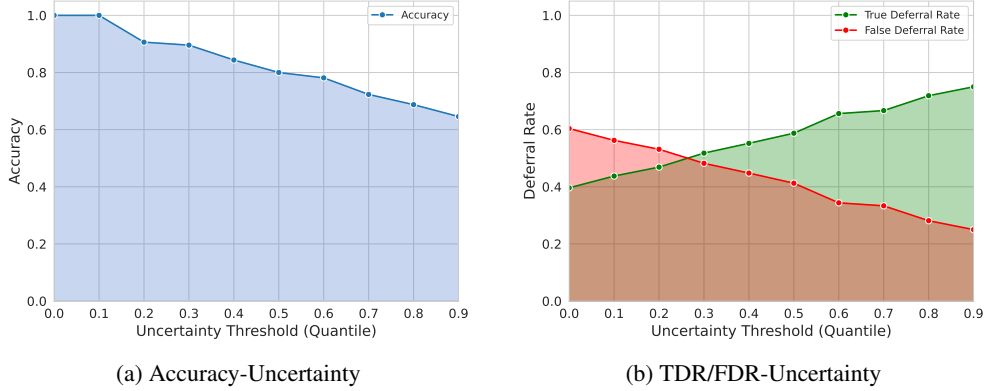 1.0
0.8
0.6
0.4
0.2
0.0
Accuracy
Accuracy
0.0 0.1 0.2 0.3 0.4 0.5 0.6 0.7 0.8 0.9
Uncertainty Threshold (Quantile)
(a) Accuracy-Uncertainty
1.0
0.8
0.6
0.4
0.2
0.0
Deferral Rate
True Deferral Rate
False Deferral Rate
0.0 0.1 0.2 0.3 0.4 0.5 0.6 0.7 0.8 0.9
Uncertainty Threshold (Quantile)
(b) TDR/FDR-Uncertainty